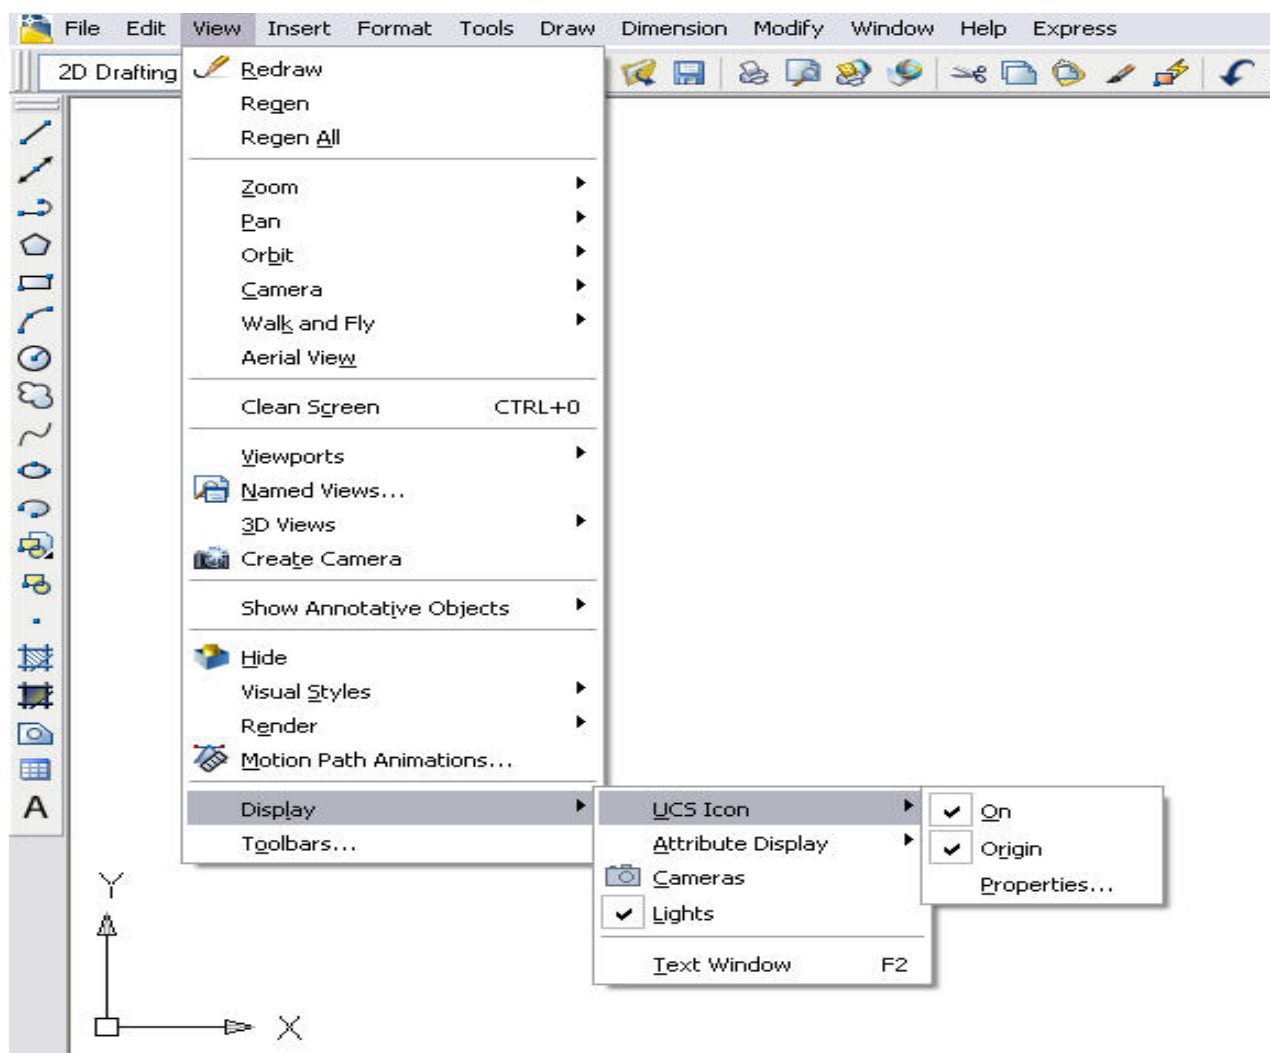 File Edit View Insert Format Tools Draw Dimension Modify Window Help Express
2D Drafting
Redraw
Regen
Regen All
Zoom
Pan
Orbit
Camera
Walk and Fly
Aerial View
Clean Screen CTRL+0
Viewports
Named Views...
3D Views
Create Camera
Show Annotative Objects
Hide
Visual Styles
Render
Motion Path Animations...
Display
Toolbars...
UCS Icon
Attribute Display
Cameras
Lights
Text Window F2
On
Origin
Properties...
A
Y
X